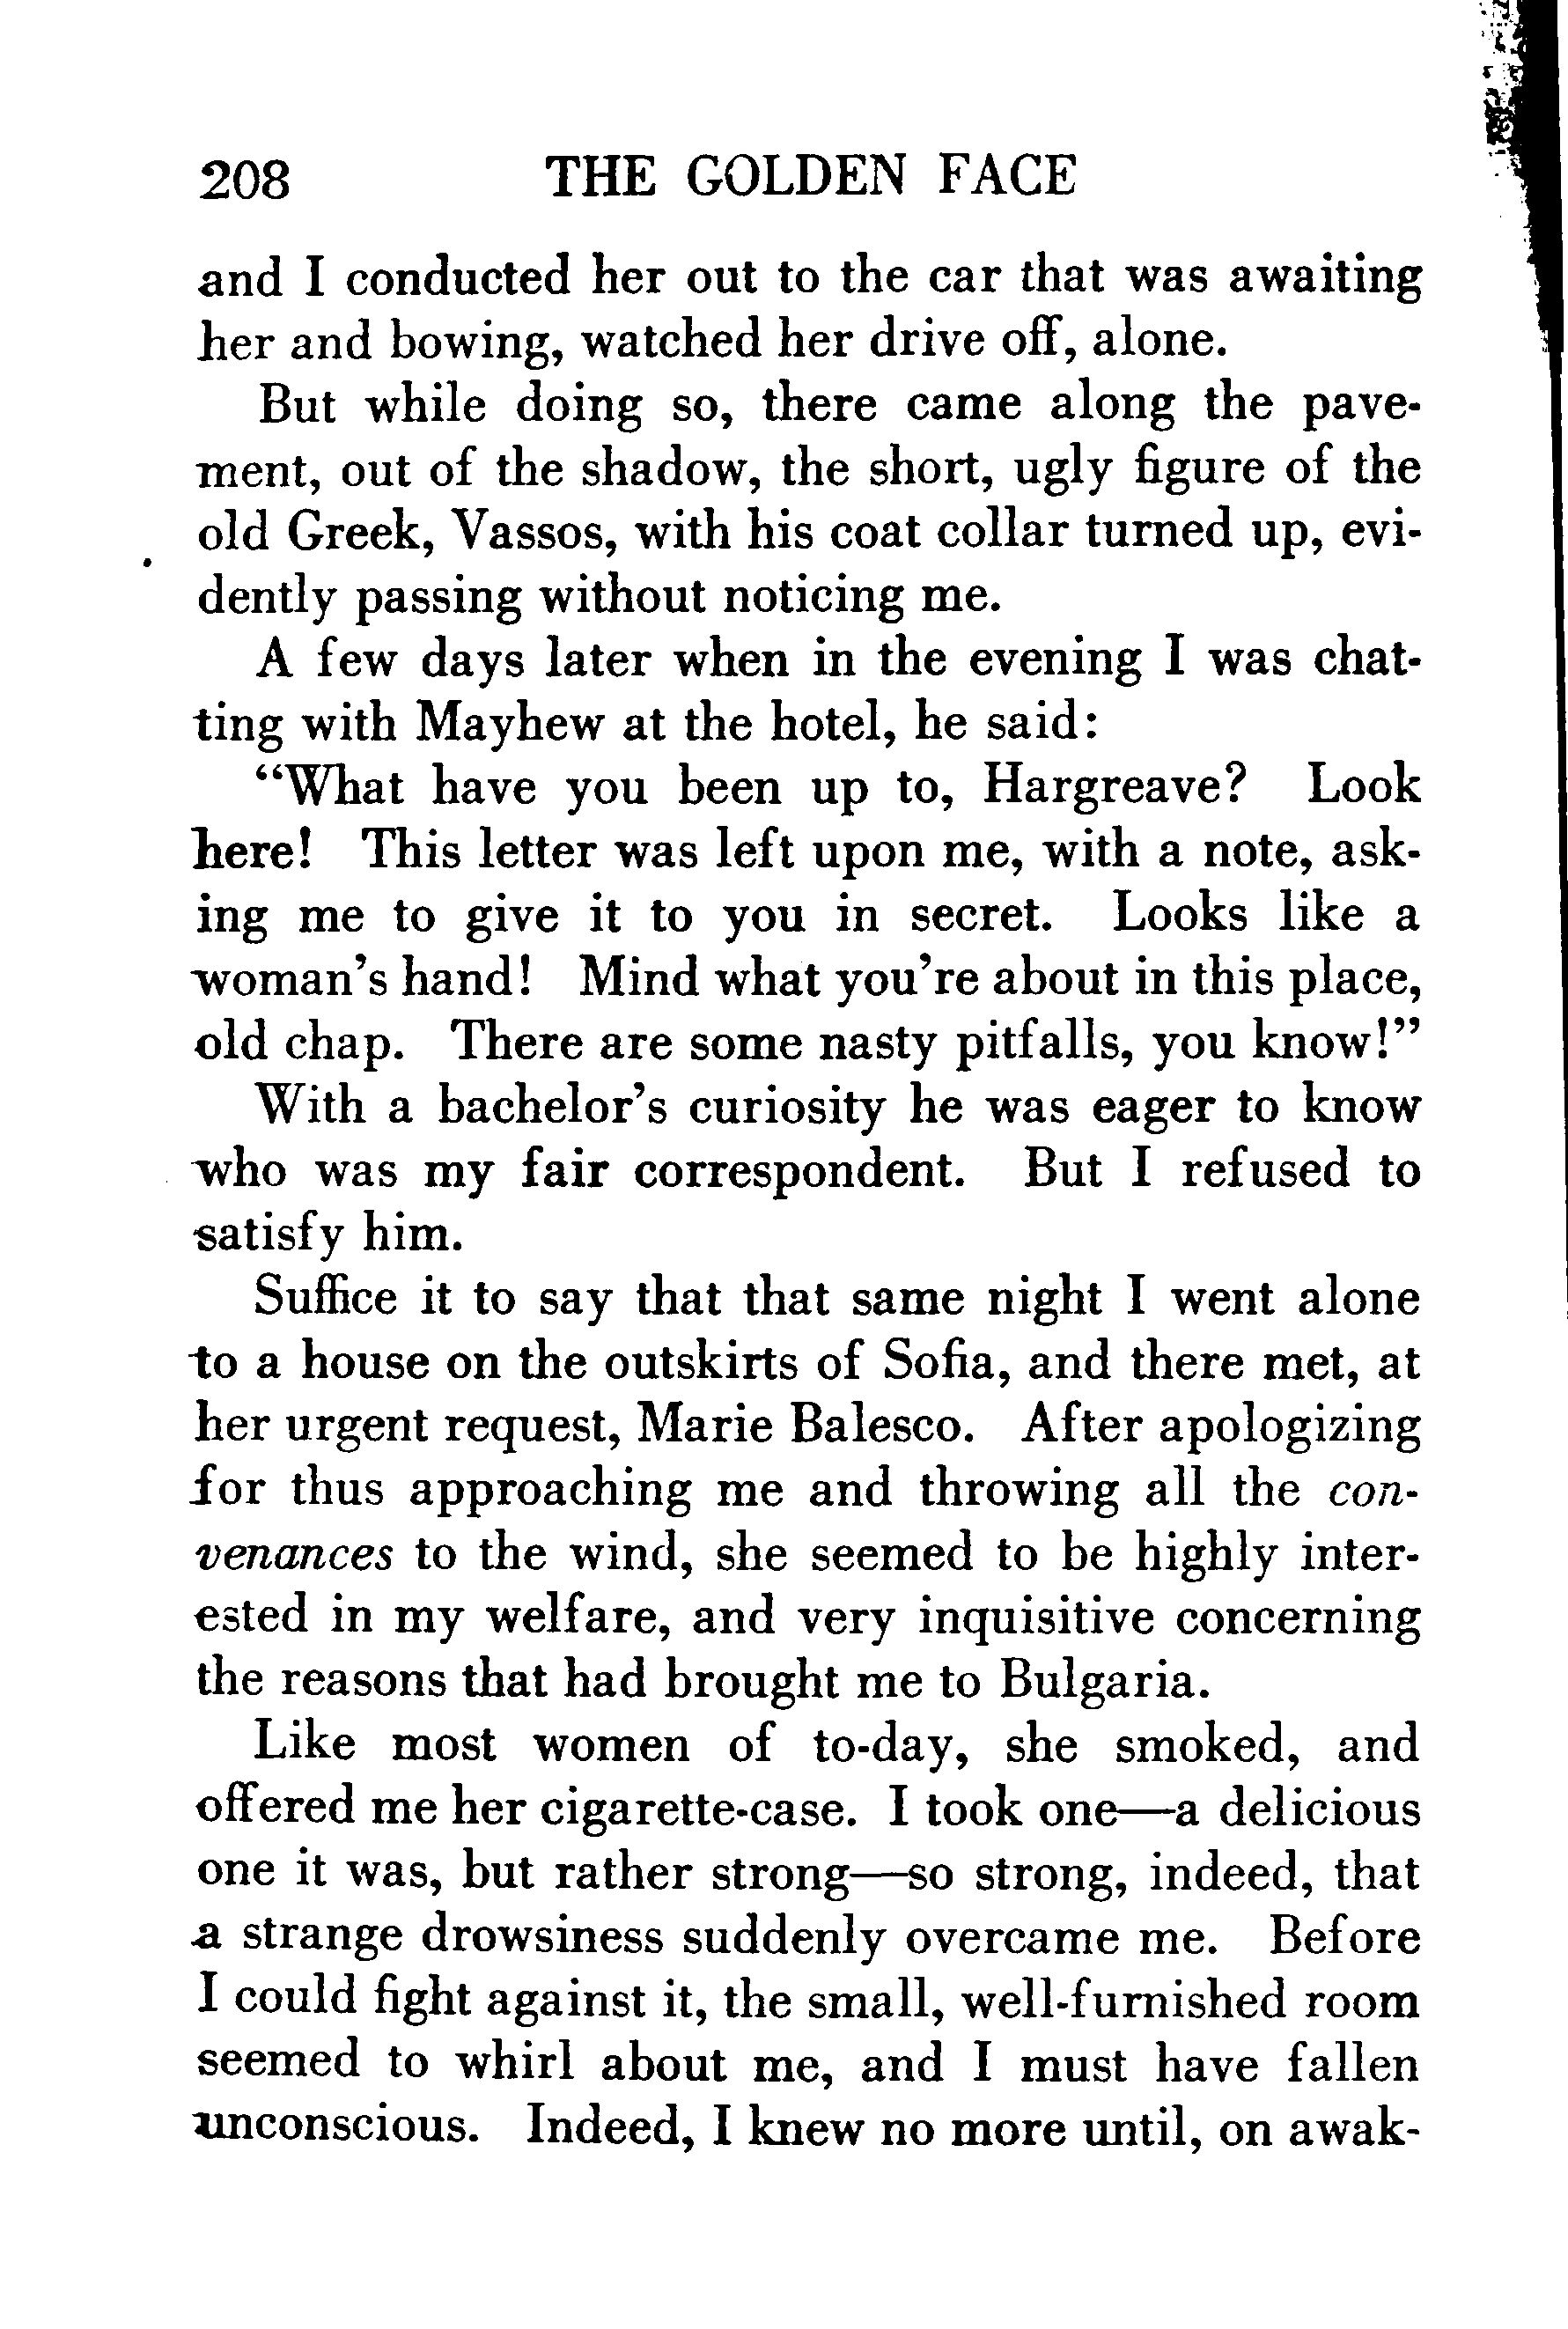 208 THE GOLDEN FACE
and I conducted her out to the car that was awaiting
her and bowing, watched her drive off, alone.
But while doing so, there came along the pave-
ment, out of the shadow, the short, ugly figure of the
old Greek, Vassos, with his coat collar turned up, evi-
dently passing without noticing me.
A few days later when in the evening I was chat-
ting with Mayhew at the hotel, he said:
“What have you been up to, Hargreave? Look
here! This letter was left upon me, with a note, ask-
ing me to give it to you in secret. Looks like a
woman’s hand! Mind what you’re about in this place,
old chap. There are some nasty pitfalls, you know!”
With a bachelor’s curiosity he was eager to know
who was my fair correspondent. But I refused to
satisfy him.
Suffice it to say that that same night I went alone
to a house on the outskirts of Sofia, and there met, at
her urgent request, Marie Balesco. After apologizing
for thus approaching me and throwing all the con-
venances to the wind, she seemed to be highly inter-
ested in my welfare, and very inquisitive concerning
the reasons that had brought me to Bulgaria.
Like most women of to-day, she smoked, and
offered me her cigarette-case. I took one—a delicious
one it was, but rather strong—so strong, indeed, that
a strange drowsiness suddenly overcame me. Before
I could fight against it, the small, well-furnished room
seemed to whirl about me, and I must have fallen
unconscious. Indeed, I knew no more until, on awak-